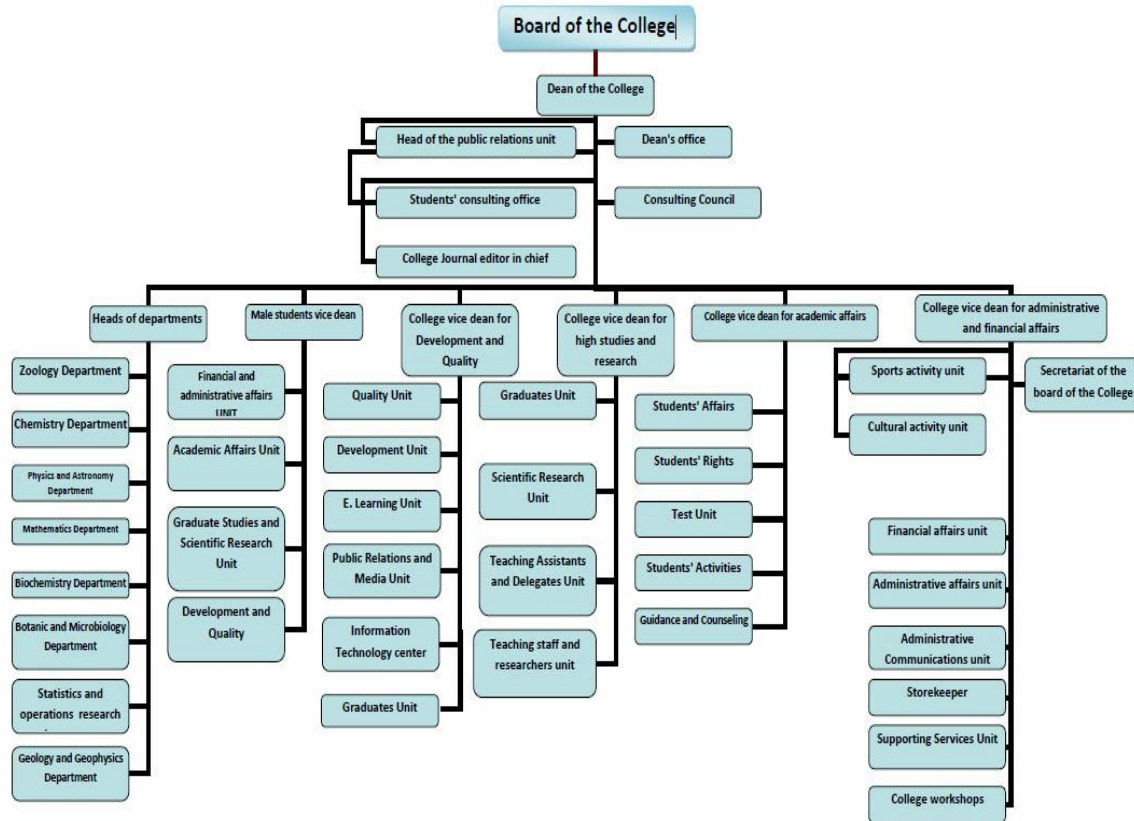 Board of the College
Dean of the College
Head of the public relations unit
Dean's office
Students' consulting office
Consulting Council
College Journal editor in chief
Heads of departments
Male students vice dean
College vice dean for
Development and
Quality
College vice dean for
high studies and
research
College vice dean for academic affairs
College vice dean for administrative
and financial affairs
Zoology Department
Chemistry Department
Physics and Astronomy
Department
Mathematics Department
Biochemistry Department
Botanic and Microbiology
Department
Statistics and
operations research
Geology and Geophysics
Department
Financial and
administrative affairs
UNIT
Academic Affairs Unit
Graduate Studies and
Scientific Research
Unit
Development and
Quality
Quality Unit
Development Unit
E. Learning Unit
Public Relations and
Media Unit
Information
Technology center
Graduates Unit
Graduates Unit
Scientific Research
Unit
Teaching Assistants
and Delegates Unit
Teaching staff and
researchers unit
Students' Affairs
Students' Rights
Test Unit
Students' Activities
Guidance and Counseling
Sports activity unit
Secretariat of the
board of the College
Cultural activity unit
Financial affairs unit
Administrative affairs unit
Administrative
Communications unit
Storekeeper
Supporting Services Unit
College workshops